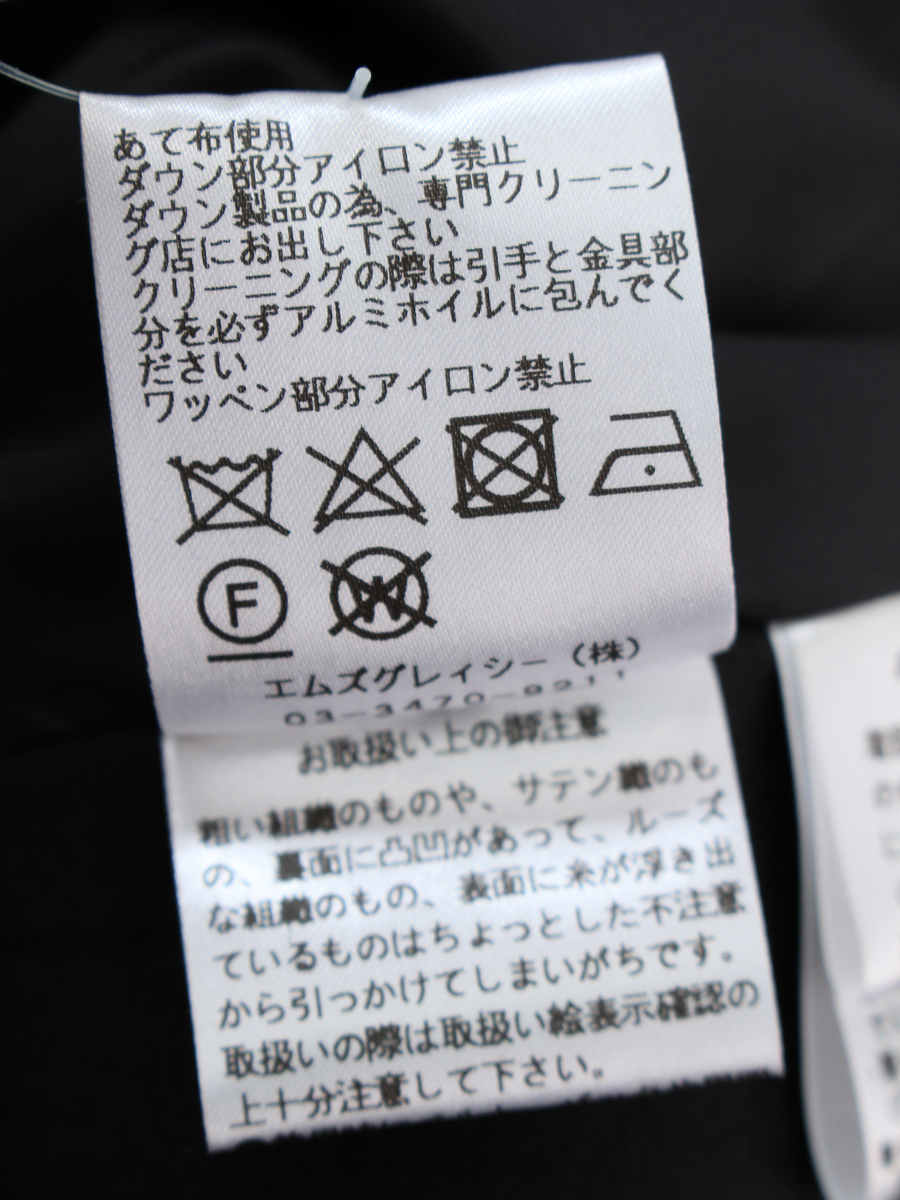 あて布使用
ダウン部分アイロン禁止
ダウン製品の為、専門クリーニン
グ店にお出し下さい
クリーニングの際は引手と金具部
分を必ずアルミホイルに包んでく
ださい
ワッペン部分アイロン禁止
F
W
エムズグレイシー(株)
03-3470-8211
お取扱い上の御注意
粗い組織のものや、サテン織のも
の、裏面に凸凹があって、ルーズ
な組織のもの、表面に糸が浮き出
ているものはちょっとした不注意
から引っかけてしまいがちです。
取扱いの際は取扱い絵表示確認の
上十分注意して下さい。